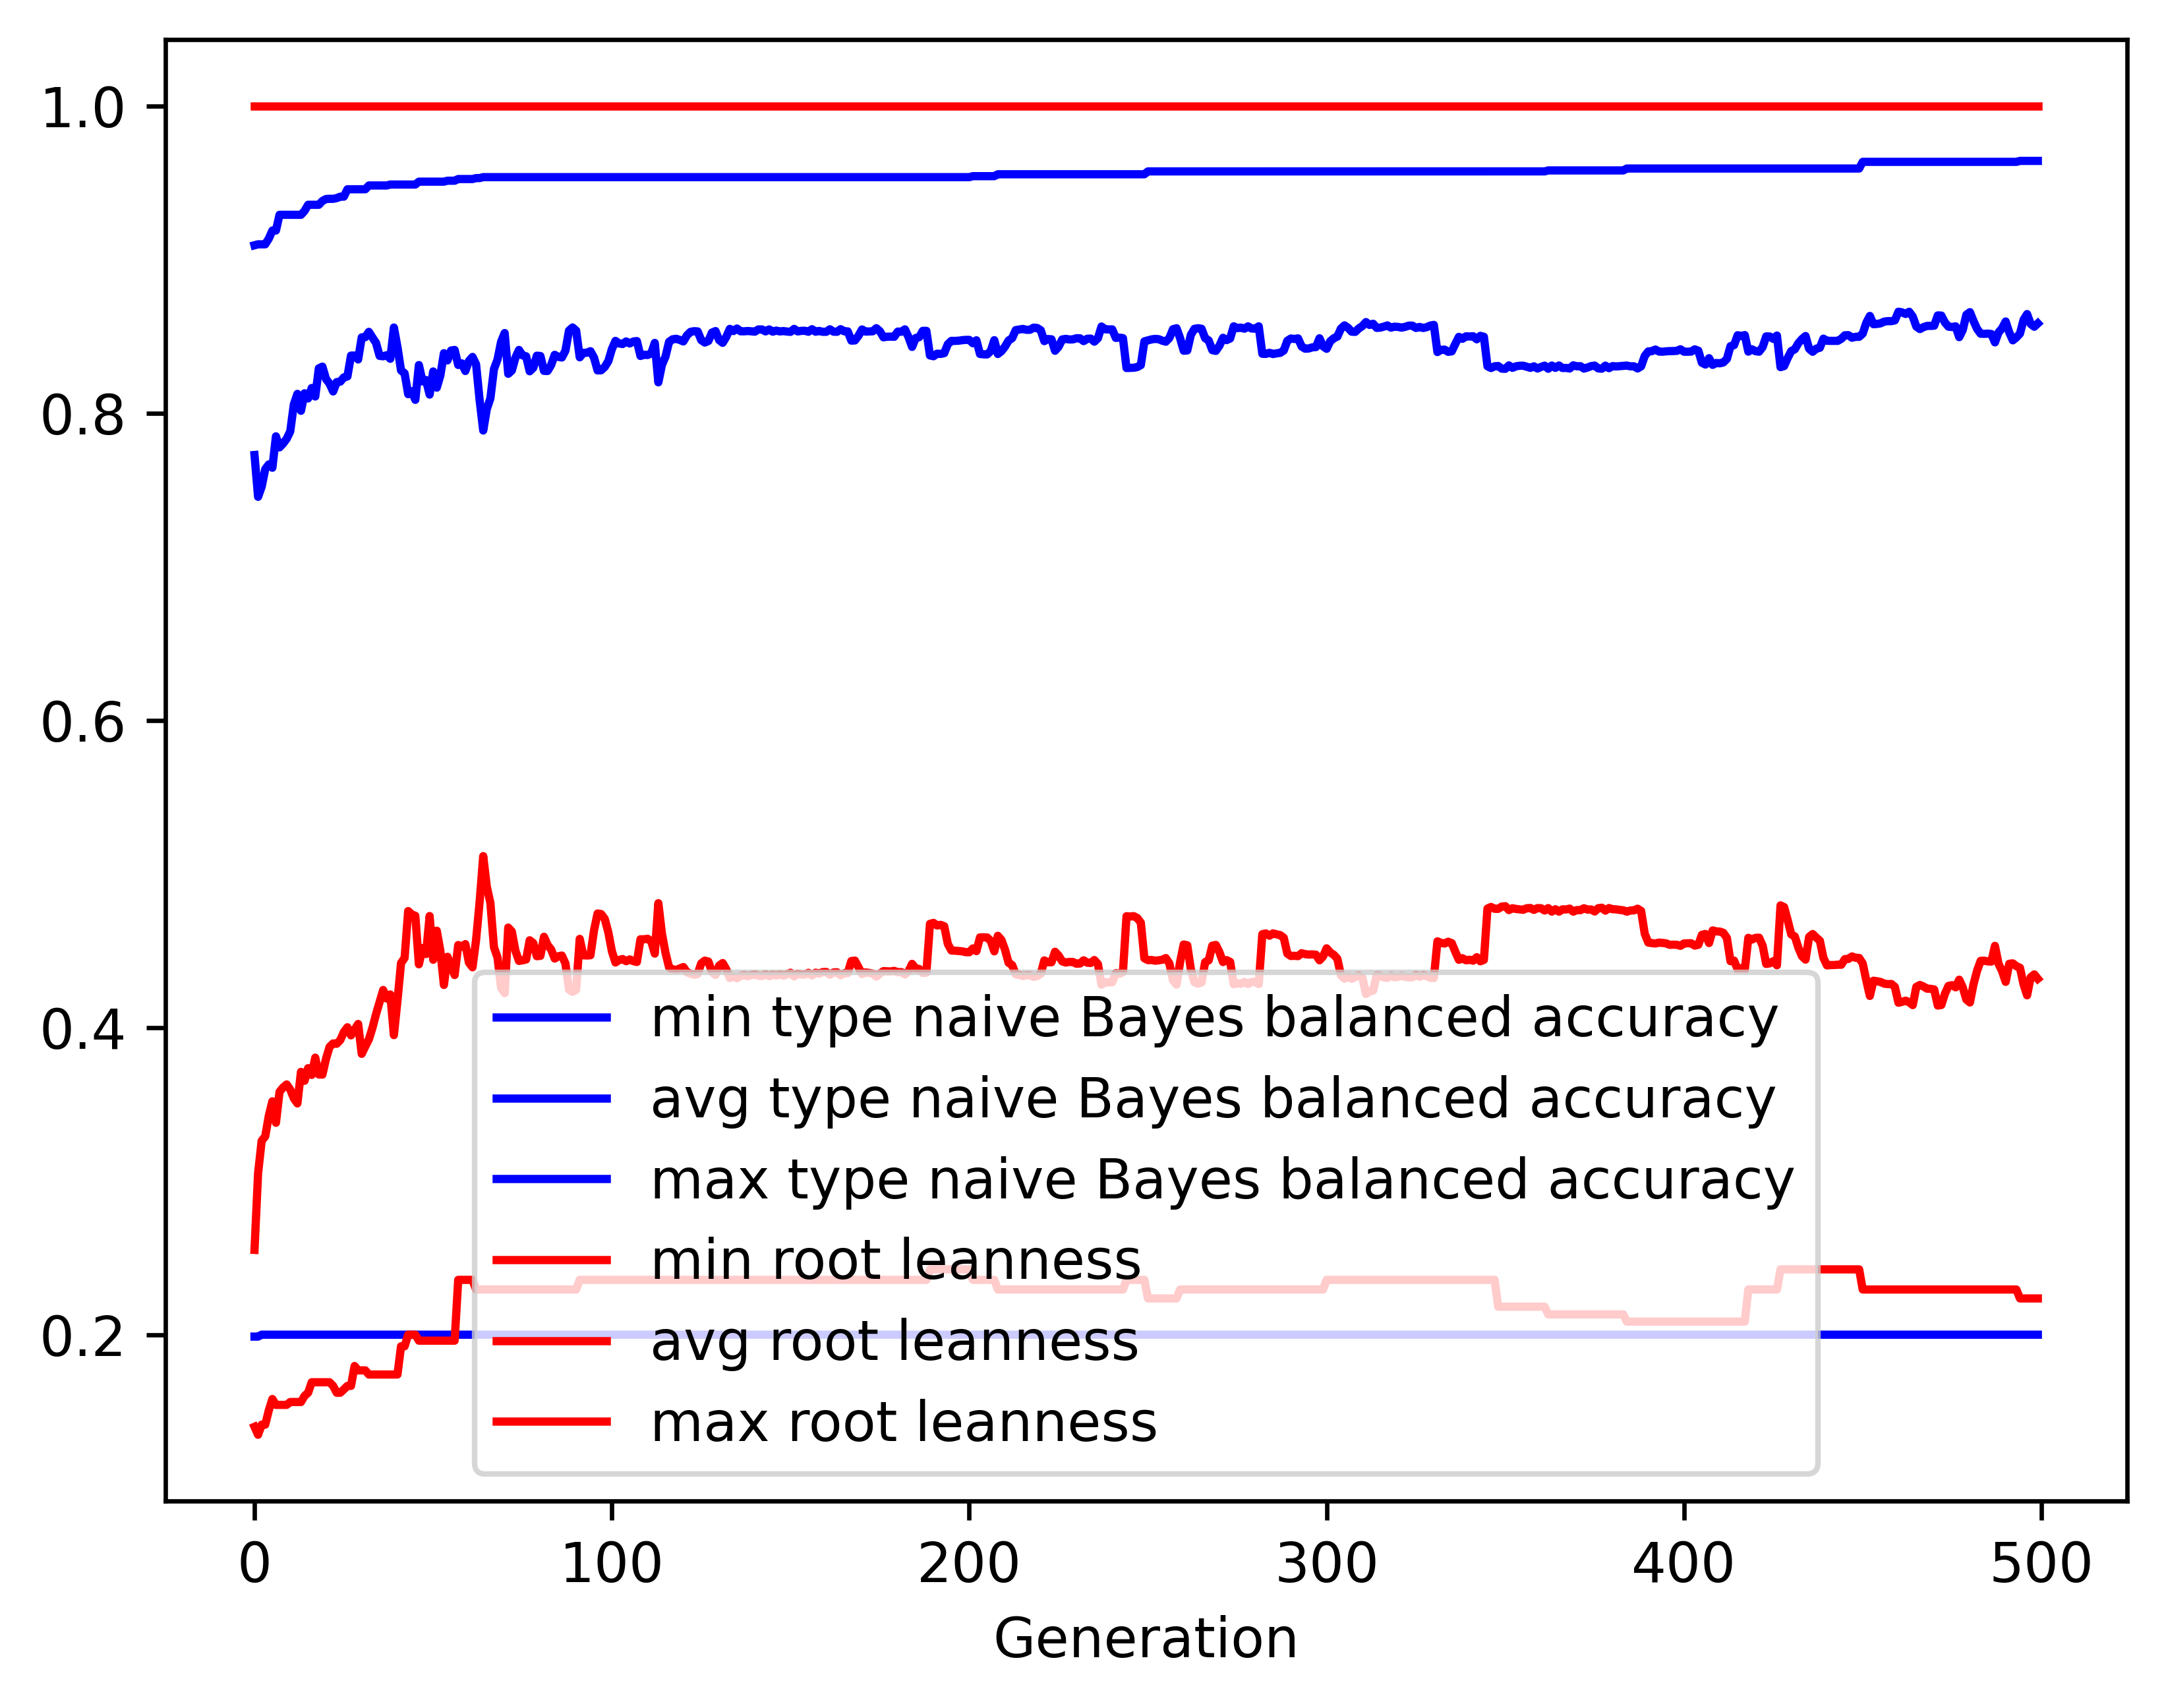 1.0
0.8
0.6
0.4
0.2
min type naive Bayes balanced accuracy
avg type naive Bayes balanced accuracy
max type naive Bayes balanced accuracy
min root leanness
avg root leanness
max root leanness
0 100 200 300 400 500
Generation